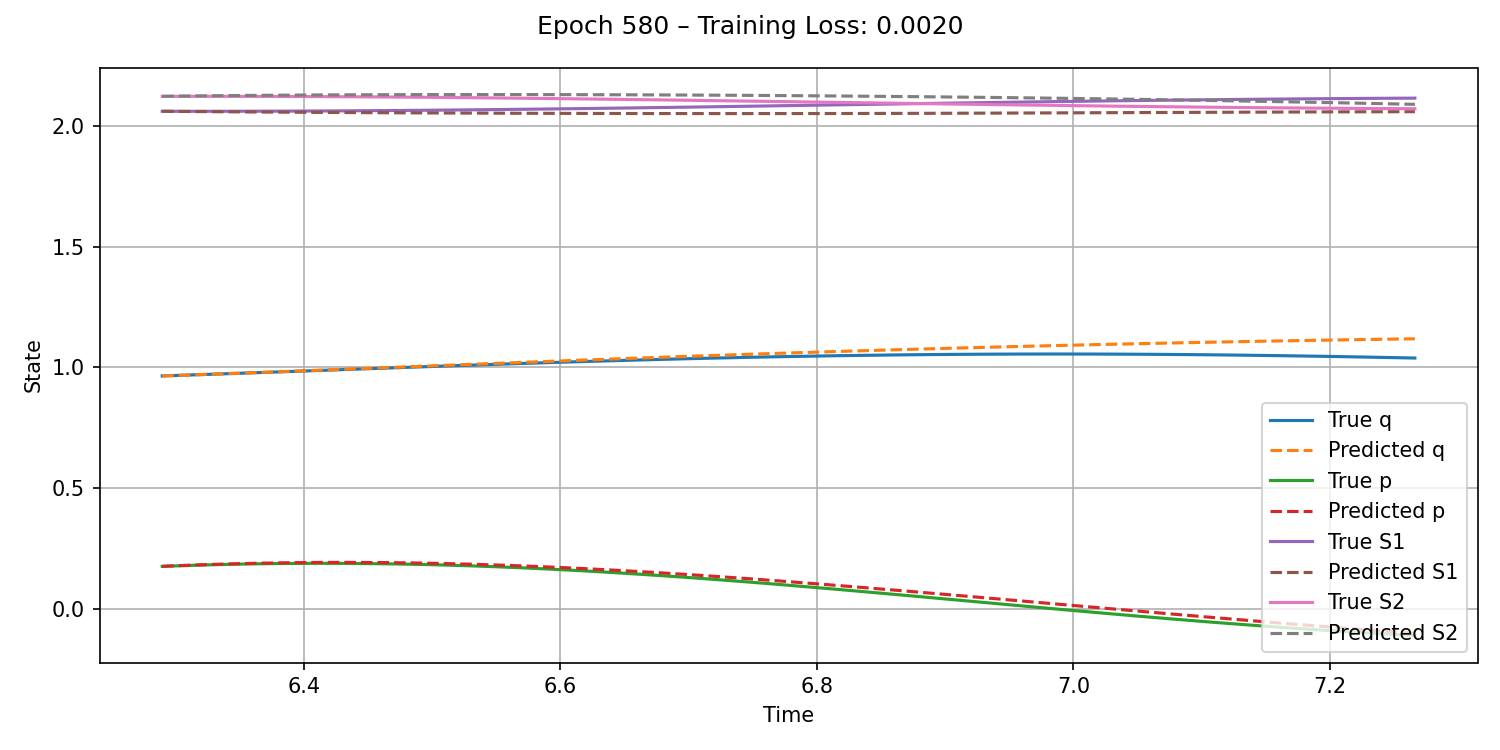 Epoch 580 – Training Loss: 0.0020
2.0
1.5
1.0
0.5
0.0
State
True q
Predicted q
True p
Predicted p
True S1
Predicted S1
True S2
Predicted S2
6.4 6.6 6.8 7.0 7.2
Time